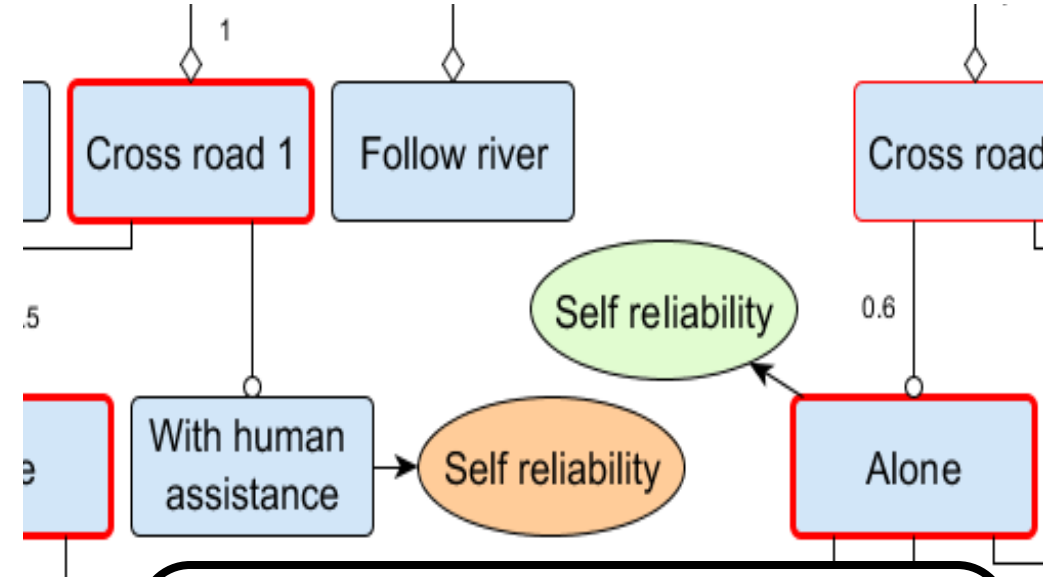 1
Cross road 1
Follow river
Cross road
Self reliability
.5
0.6
With human
assistance
Self reliability
e
Alone